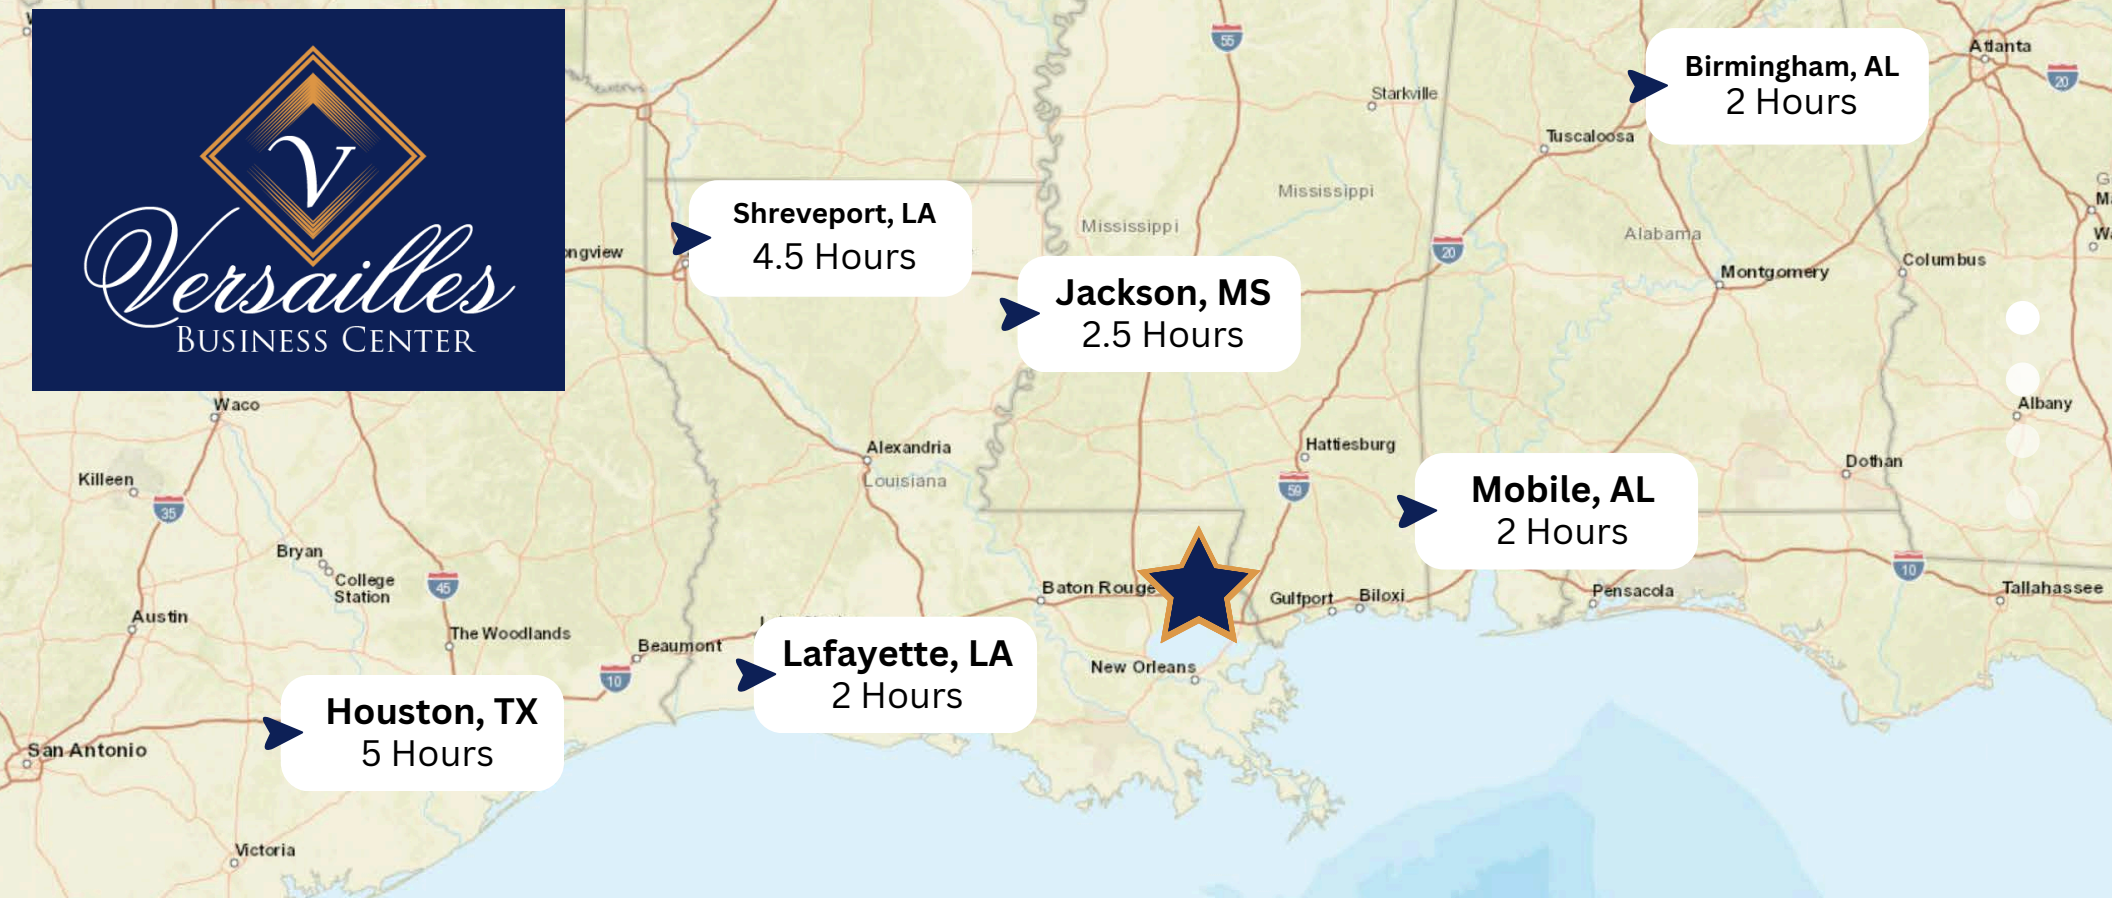 V
Versailles
BUSINESS CENTER
55
Starkville
Birmingham, AL
2 Hours
Atlanta
20
Tuscaloosa
Mississippi
Shreveport, LA
4.5 Hours
Mississippi
Alabama
20
ongview
Jackson, MS
2.5 Hours
Montgomery
Columbus
Waco
Albany
Alexandria
Louisiana
Hattiesburg
Killeen
35
59
Mobile, AL
2 Hours
Dothan
Bryan
College
Station
45
Baton Rouge
Gulfport
Biloxi
Pensacola
10
Tallahassee
Austin
The Woodlands
Beaumont
10
Lafayette, LA
2 Hours
New Orleans
Houston, TX
5 Hours
San Antonio
Victoria